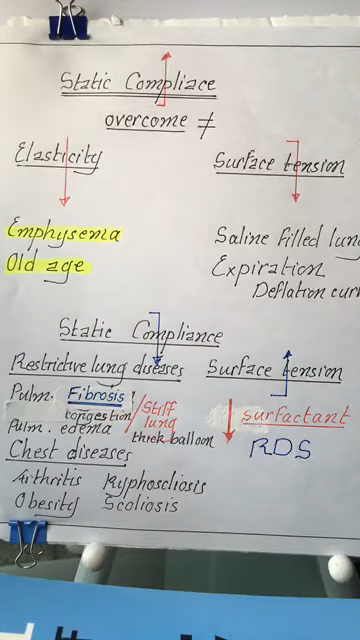 Static Compliace
overcome ≠
Elasticity
Surface tension
Emphysema
Old age
Saline filled lung
Expiration
Deflation curv
Static Compliance
Restrictive lung diseases
Pulm. Fibrosis
congestion
Pulm. edema
/ Stiff lung
thick balloon
Chest diseases
Arthritis Kyphoscliosis
Obesity Scoliosis
Surface tension
surfactant
RDS